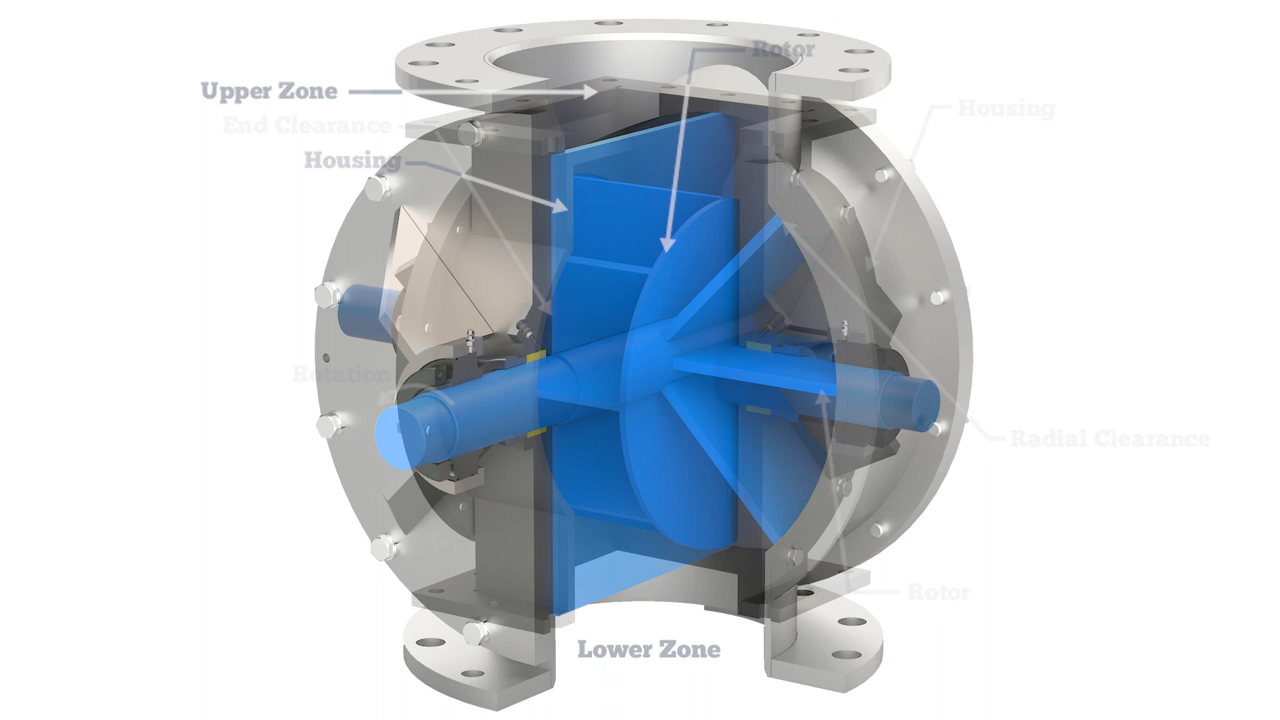 Rotor
Upper Zone
Housing
End Clearance
Housing
Rotation
Radial Clearance
Rotor
Lower Zone